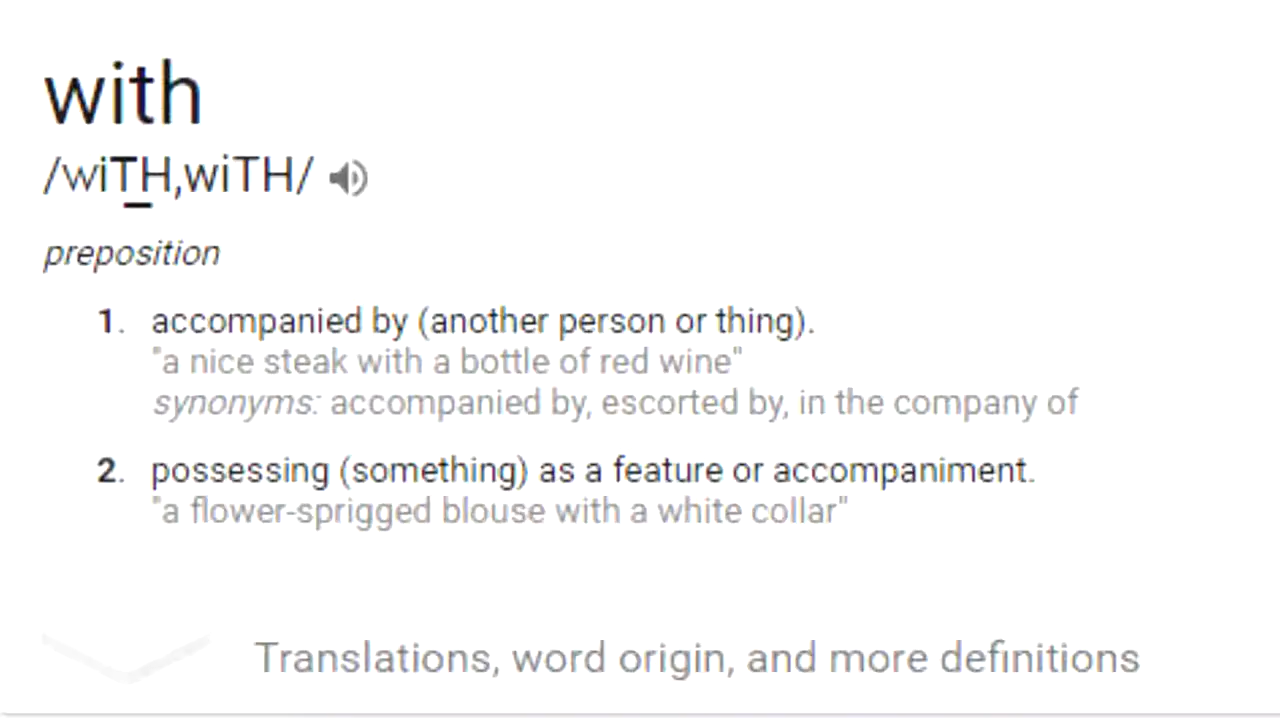 with
/wiTH,wiTH/
preposition
1. accompanied by (another person or thing).
"a nice steak with a bottle of red wine"
synonyms: accompanied by, escorted by, in the company of
2. possessing (something) as a feature or accompaniment.
"a flower-sprigged blouse with a white collar"
Translations, word origin, and more definitions